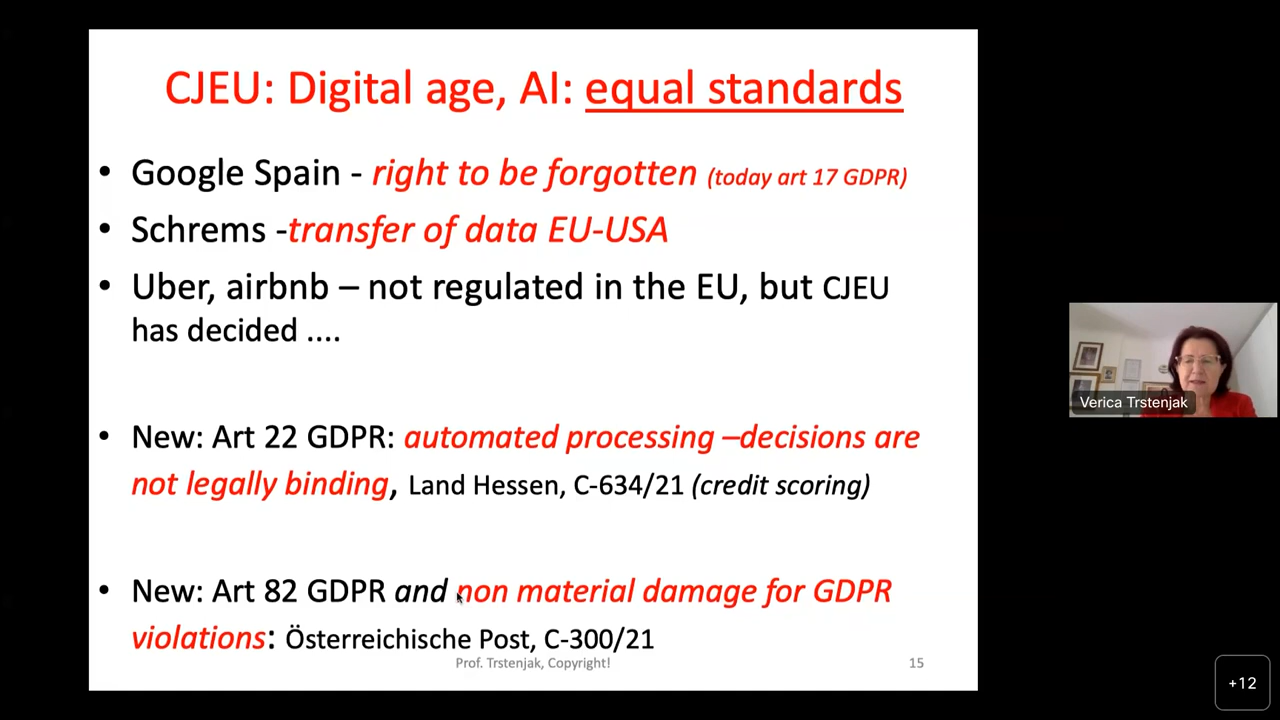 CJEU: Digital age, AI: equal standards
• Google Spain - right to be forgotten (today art 17 GDPR)
• Schrems -transfer of data EU-USA
• Uber, airbnb – not regulated in the EU, but CJEU
has decided ....
• New: Art 22 GDPR: automated processing –decisions are
not legally binding, Land Hessen, C-634/21 (credit scoring)
• New: Art 82 GDPR and non material damage for GDPR
violations: Österreichische Post, C-300/21
Prof. Trstenjak, Copyright!
15
Verica Trstenjak
+12